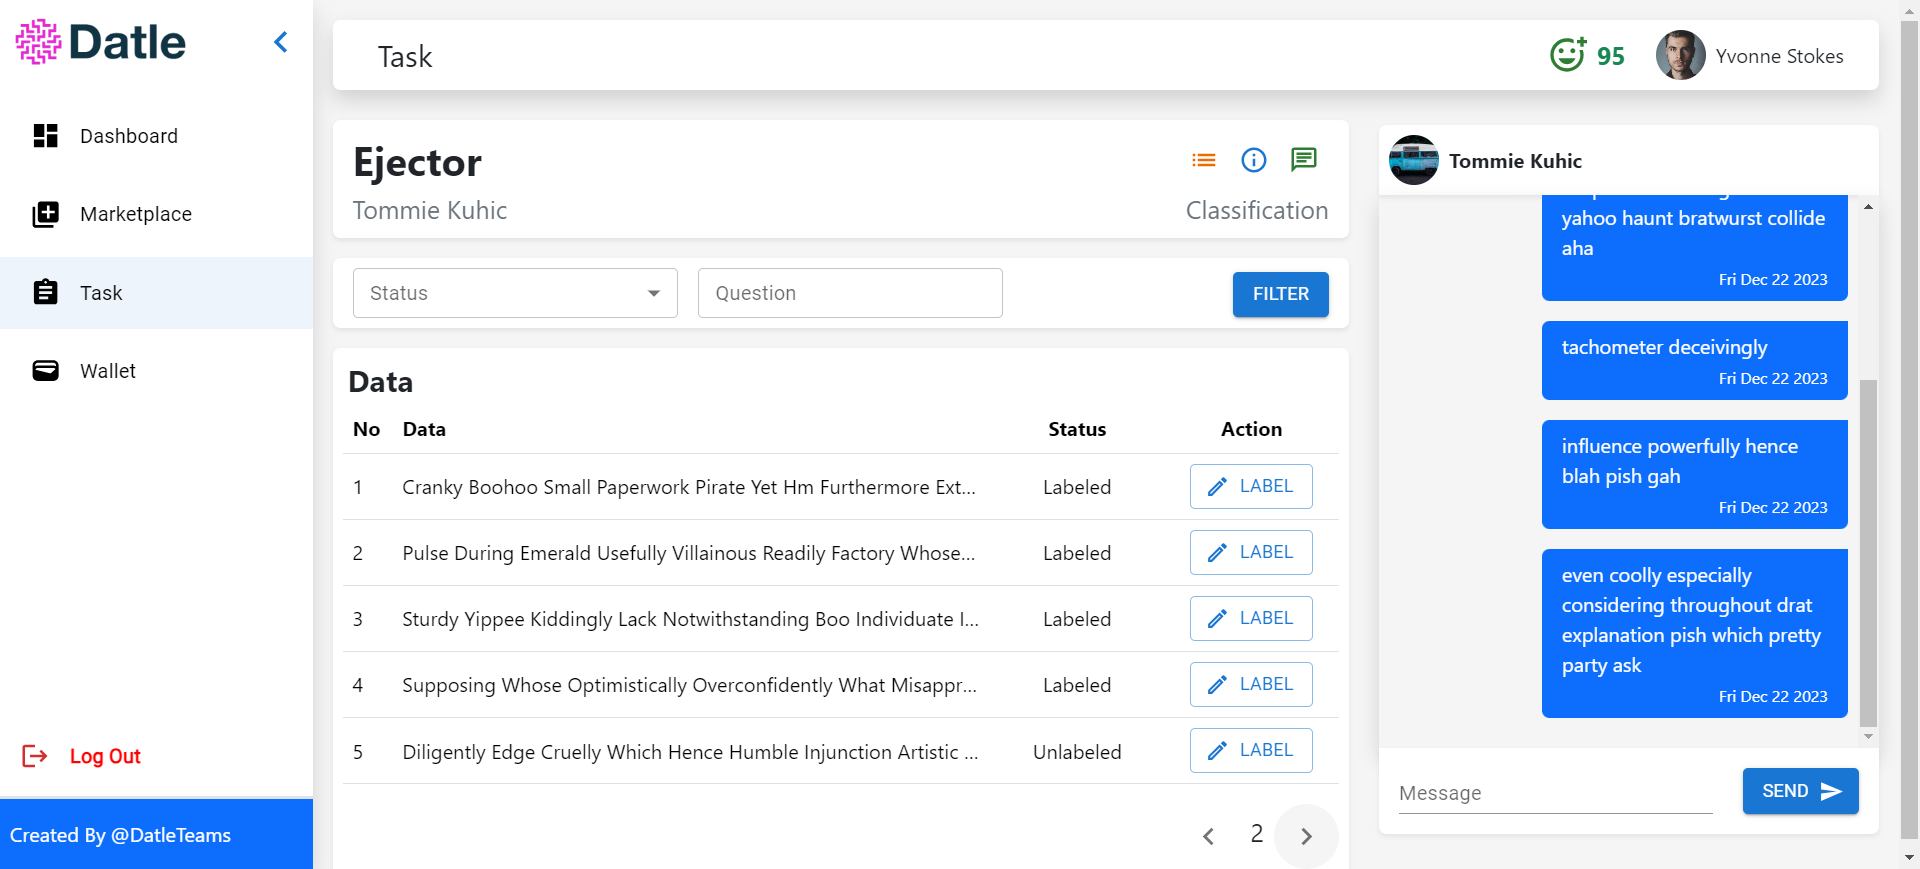 Datle
Dashboard
Marketplace
Task
Wallet
Log Out
Created By @DatleTeams
Task
95
Yvonne Stokes
Ejector
Tommie Kuhic
Classification
Status
Question
FILTER
Data
No Data Status Action
1 Cranky Boohoo Small Paperwork Pirate Yet Hm Furthermore Ext... Labeled LABEL
2 Pulse During Emerald Usefully Villainous Readily Factory Whose... Labeled LABEL
3 Sturdy Yippee Kiddingly Lack Notwithstanding Boo Individuate I... Labeled LABEL
4 Supposing Whose Optimistically Overconfidently What Misappr... Labeled LABEL
5 Diligently Edge Cruelly Which Hence Humble Injunction Artistic ... Unlabeled LABEL
2
Tommie Kuhic
yahoo haunt bratwurst collide
aha
Fri Dec 22 2023
tachometer deceivingly
Fri Dec 22 2023
influence powerfully hence
blah pish gah
Fri Dec 22 2023
even coolly especially
considering throughout drat
explanation pish which pretty
party ask
Fri Dec 22 2023
Message
SEND